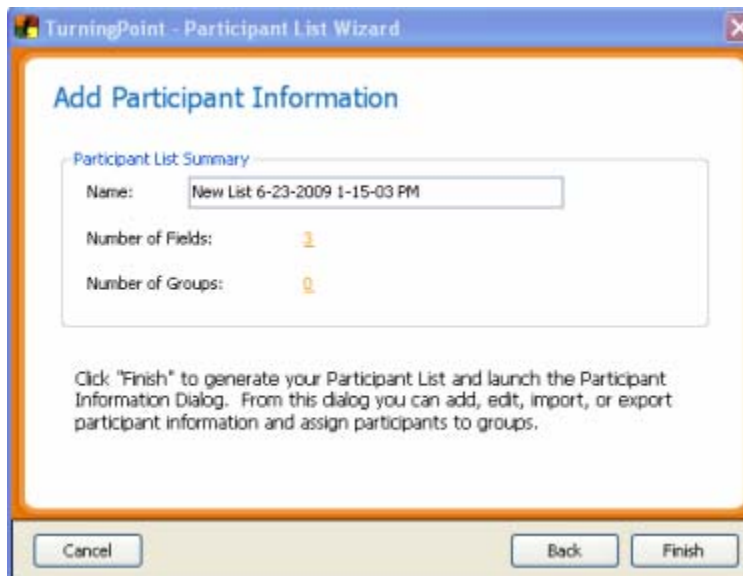 TurningPoint - Participant List Wizard
Add Participant Information
Participant List Summary
Name: New List 6-23-2009 1-15-03 PM
Number of Fields: 3
Number of Groups: 0
Click "Finish" to generate your Participant List and launch the Participant
Information Dialog. From this dialog you can add, edit, import, or export
participant information and assign participants to groups.
Cancel Back Finish